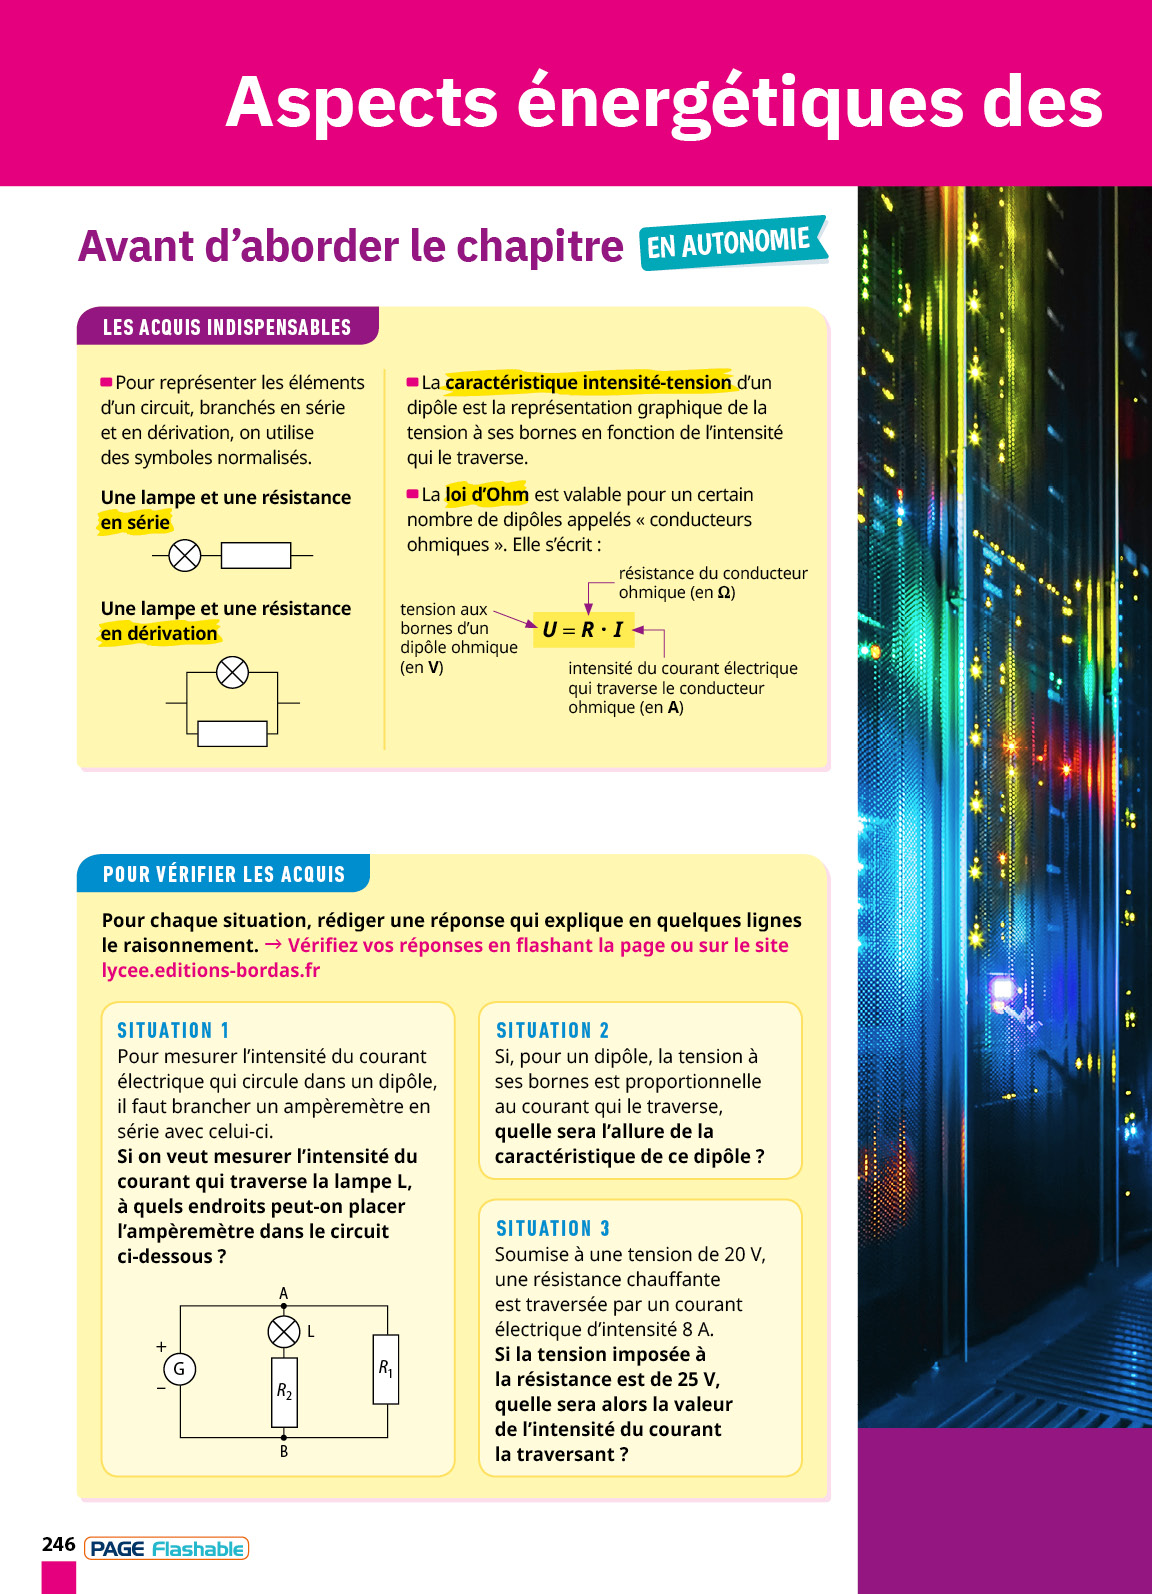 Aspects énergétiques des
Avant d’aborder le chapitre
EN AUTONOMIE
LES ACQUIS INDISPENSABLES
Pour représenter les éléments
d’un circuit, branchés en série
et en dérivation, on utilise
des symboles normalisés.
Une lampe et une résistance
en série
Une lampe et une résistance
en dérivation
La caractéristique intensité-tension d’un
dipôle est la représentation graphique de la
tension à ses bornes en fonction de l’intensité
qui le traverse.
La loi d’Ohm est valable pour un certain
nombre de dipôles appelés « conducteurs
ohmiques ». Elle s’écrit :
résistance du conducteur
ohmique (en Ω)
tension aux
bornes d’un
dipôle ohmique
(en V)
U = R · I
intensité du courant électrique
qui traverse le conducteur
ohmique (en A)
POUR VÉRIFIER LES ACQUIS
Pour chaque situation, rédiger une réponse qui explique en quelques lignes
le raisonnement. → Vérifiez vos réponses en flashant la page ou sur le site
lycee.editions-bordas.fr
SITUATION 1
Pour mesurer l’intensité du courant
électrique qui circule dans un dipôle,
il faut brancher un ampèremètre en
série avec celui-ci.
Si on veut mesurer l’intensité du
courant qui traverse la lampe L,
à quels endroits peut-on placer
l’ampèremètre dans le circuit
ci-dessous ?
A
L
+
G
–
R2
R1
B
SITUATION 2
Si, pour un dipôle, la tension à
ses bornes est proportionnelle
au courant qui le traverse,
quelle sera l’allure de la
caractéristique de ce dipôle ?
SITUATION 3
Soumise à une tension de 20 V,
une résistance chauffante
est traversée par un courant
électrique d’intensité 8 A.
Si la tension imposée à
la résistance est de 25 V,
quelle sera alors la valeur
de l’intensité du courant
la traversant ?
246
PAGE Flashable